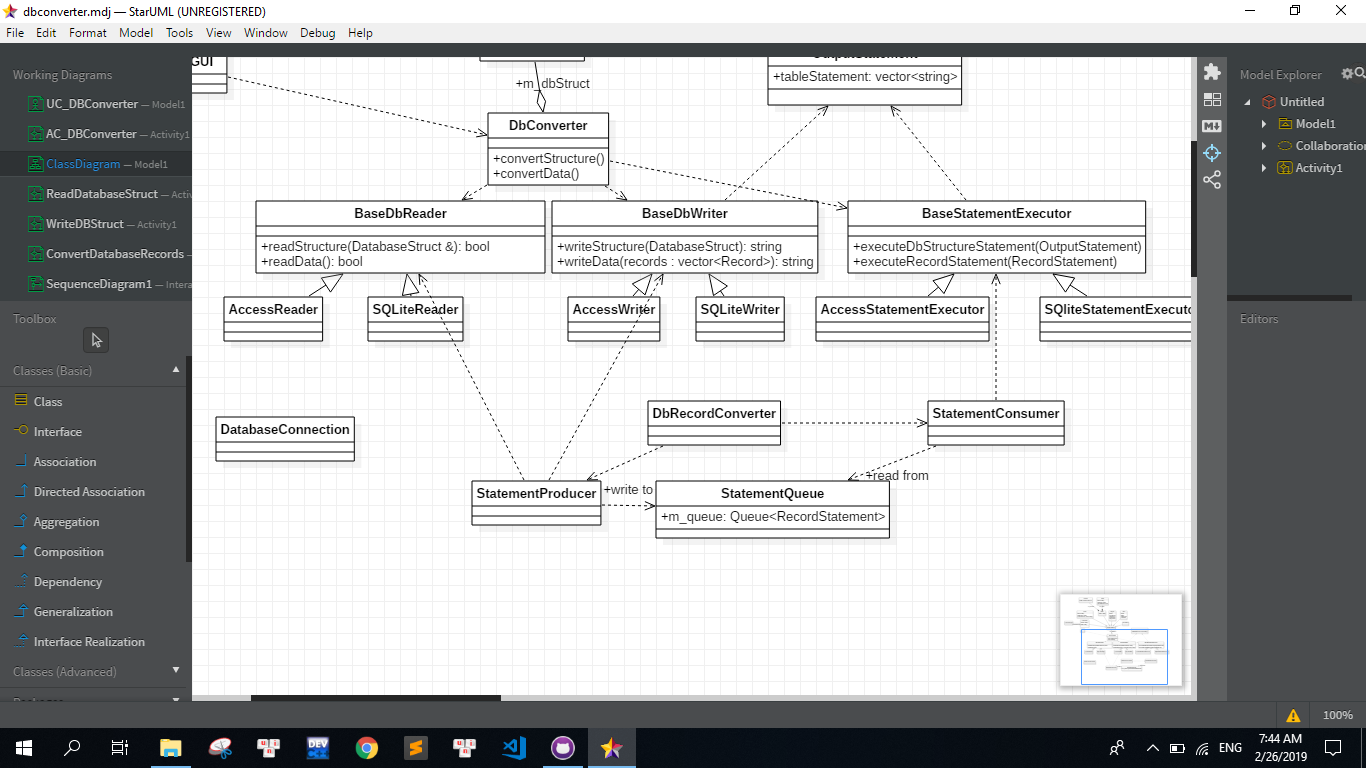 dbconverter.mdj — StarUML (UNREGISTERED)
File Edit Format Model Tools View Window Debug Help
Working Diagrams
UC_DBConverter — Model1
AC_DBConverter — Activity1
ClassDiagram — Model1
ReadDatabaseStruct — Activ
WriteDBStruct — Activity1
ConvertDatabaseRecords —
SequenceDiagram1 — Intera
Toolbox
Classes (Basic)
Class
Interface
Association
Directed Association
Aggregation
Composition
Dependency
Generalization
Interface Realization
Classes (Advanced)
GUI
+m_dbStruct
OutputStatement
+tableStatement: vector<string>
DbConverter
+convertStructure()
+convertData()
BaseDbReader
+readStructure(DatabaseStruct &): bool
+readData(): bool
BaseDbWriter
+writeStructure(DatabaseStruct): string
+writeData(records : vector<Record>): string
BaseStatementExecutor
+executeDbStructureStatement(OutputStatement)
+executeRecordStatement(RecordStatement)
AccessReader
SQLiteReader
AccessWriter
SQLiteWriter
AccessStatementExecutor
SQliteStatementExecuto
DatabaseConnection
DbRecordConverter
StatementConsumer
StatementProducer
+write to
+read from
StatementQueue
+m_queue: Queue<RecordStatement>
M
Model Explorer
Untitled
Model1
Collaboration
Activity1
Editors
100%
DEV
ENG
7:44 AM
2/26/2019